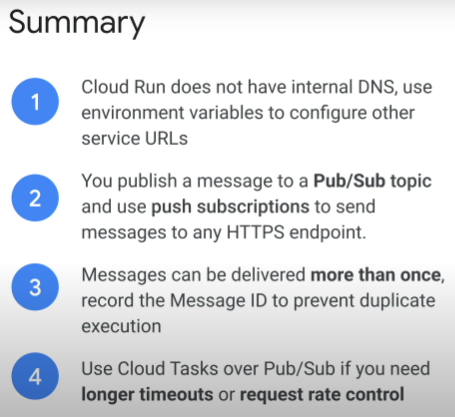 Summary
1
Cloud Run does not have internal DNS, use
environment variables to configure other
service URLs
2
You publish a message to a Pub/Sub topic
and use push subscriptions to send
messages to any HTTPS endpoint.
3
Messages can be delivered more than once,
record the Message ID to prevent duplicate
execution
4
Use Cloud Tasks over Pub/Sub if you need
longer timeouts or request rate control